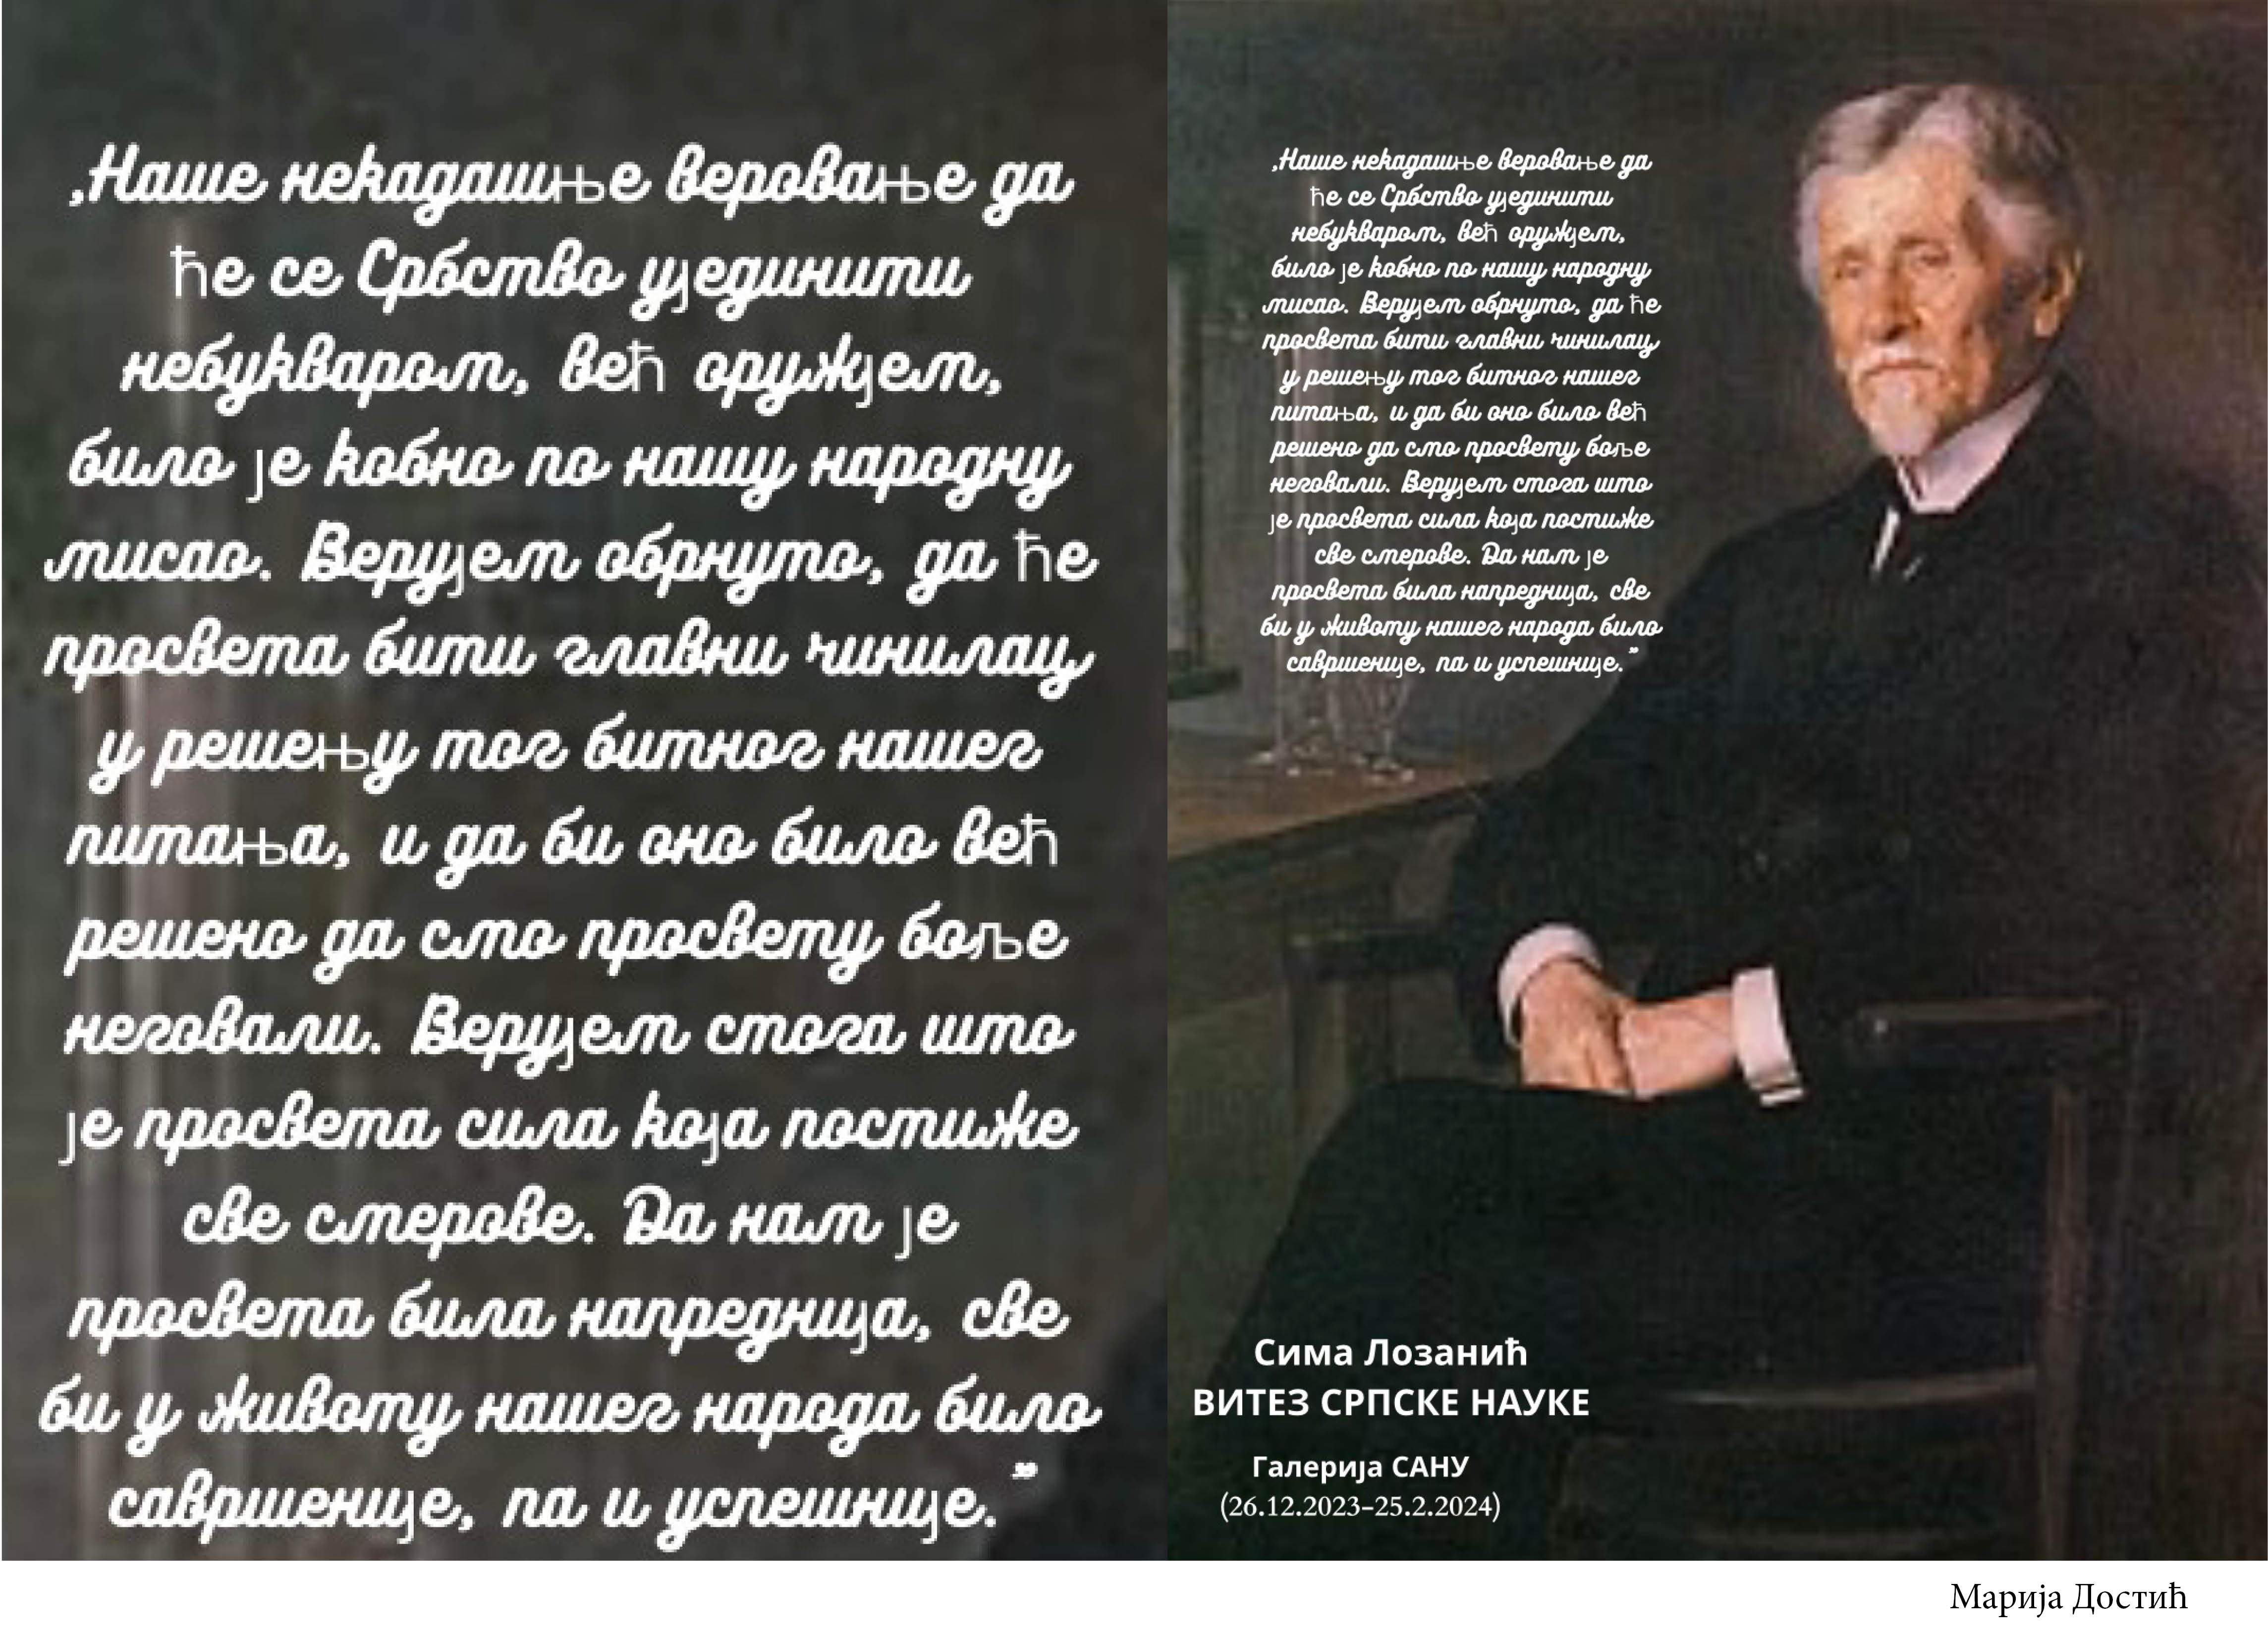 „Наше некадашње веровање да
ће се Србство ујединити
небукваром, већ оружјем,
било је кобно по нашу народну
мисао. Верујем обрнуто, да ће
просвета бити главни чинилац
у решењу тог битног нашег
питања, и да би оно било већ
решено да смо просвету боље
неговали. Верујем стога што
је просвета сила која постиже
све смерове. Да нам је
просвета била напреднија, све
би у животу нашег народа било
савршеније, па и успешније.”
„Наше некадашње веровање да
ће се Србство ујединити
небукваром, већ оружјем,
било је кобно по нашу народну
мисао. Верујем обрнуто, да ће
просвета бити главни чинилац
у решењу тог битног нашег
питања, и да би оно било већ
решено да смо просвету боље
неговали. Верујем стога што
је просвета сила која постиже
све смерове. Да нам је
просвета била напреднија, све
би у животу нашег народа било
савршеније, па и успешније.”
Сима Лозанић
ВИТЕЗ СРПСКЕ НАУКЕ
Галерија САНУ
(26.12.2023–25.2.2024)
Марија Достић